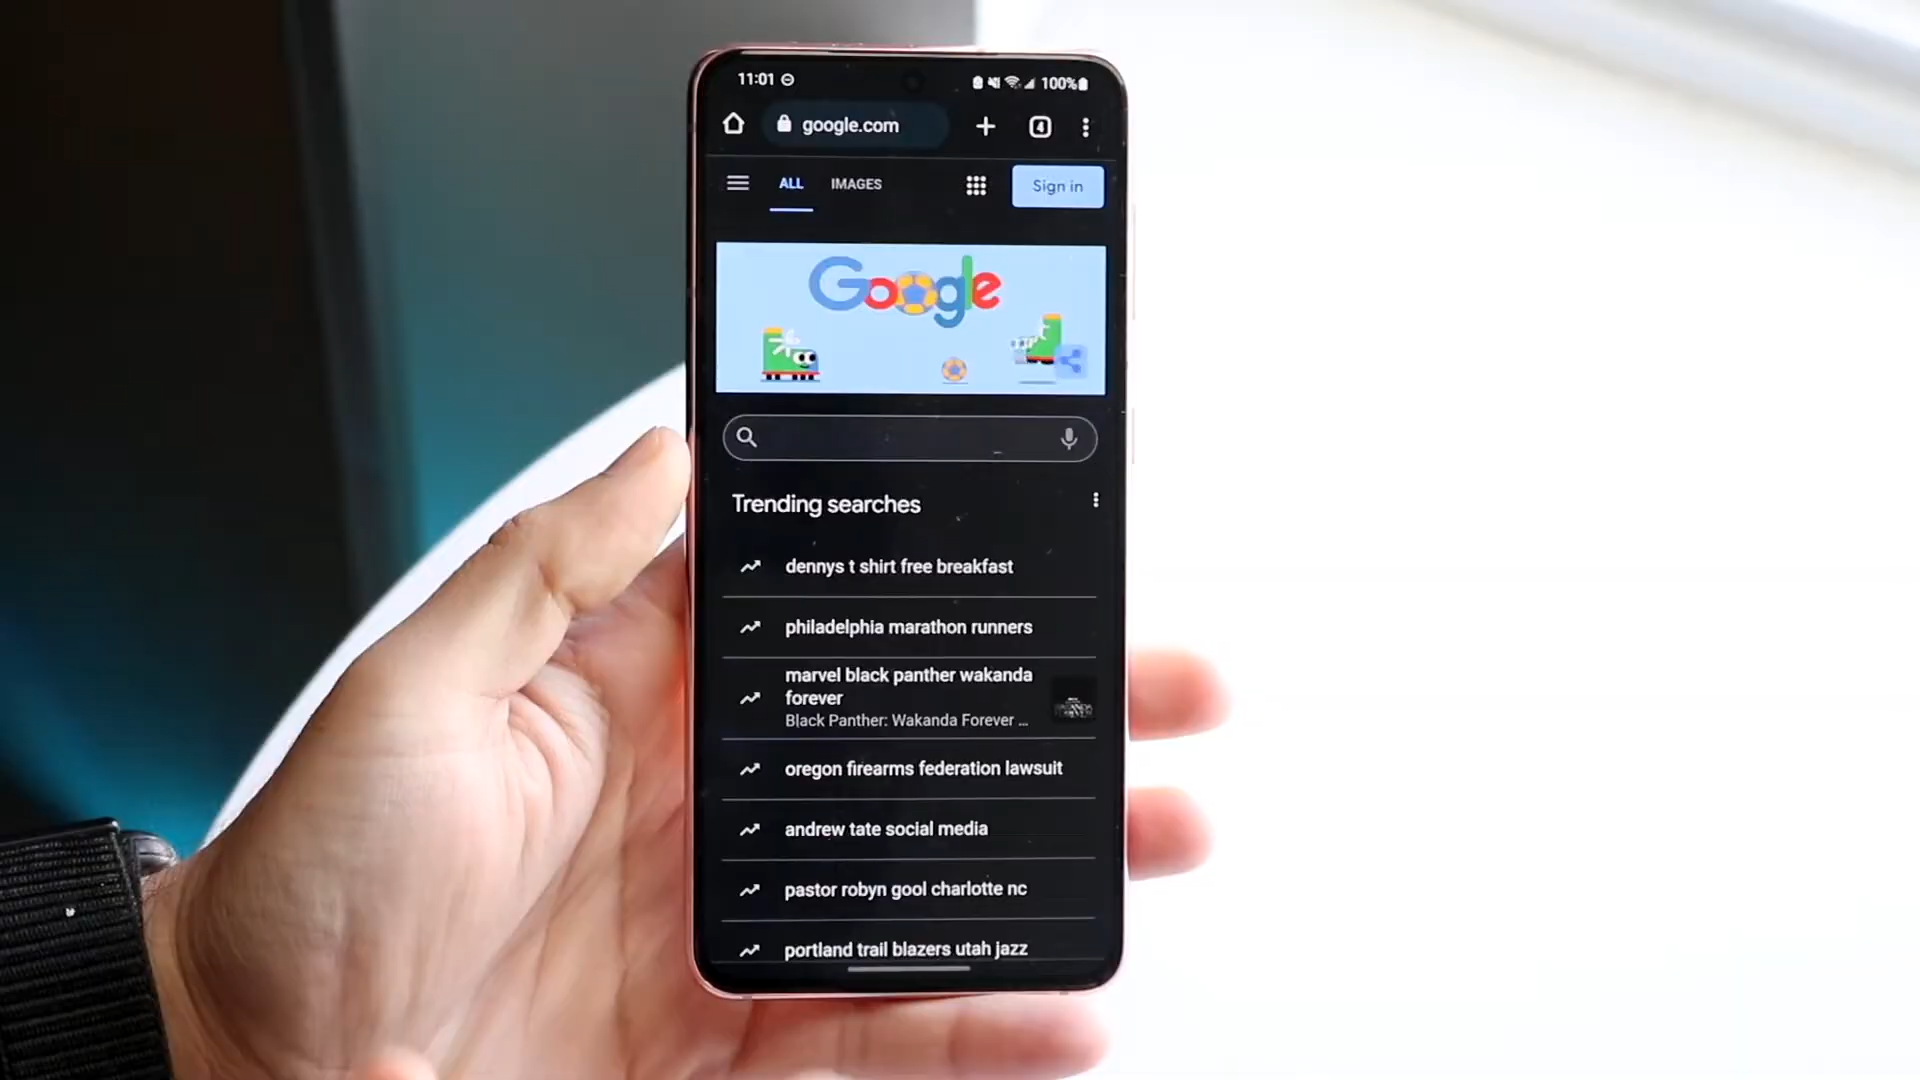 11:01
100%
google.com
4
ALL
IMAGES
Sign in
Google
Trending searches
dennys t shirt free breakfast
philadelphia marathon runners
marvel black panther wakanda
forever
Black Panther: Wakanda Forever ...
oregon firearms federation lawsuit
andrew tate social media
pastor robyn gool charlotte nc
portland trail blazers utah jazz